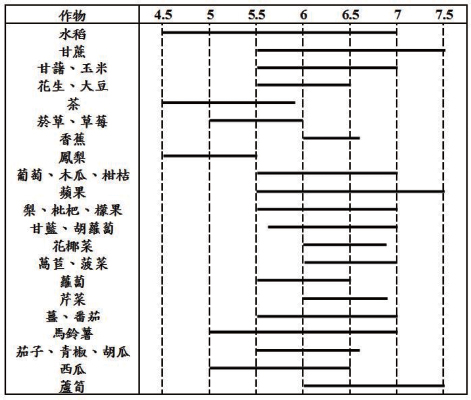 作物 4.5 5 5.5 6 6.5 7 7.5
水稻
甘蔗
甘藷、玉米
花生、大豆
茶
菸草、草莓
香蕉
鳳梨
葡萄、木瓜、柑桔
蘋果
梨、枇杷、檬果
甘藍、胡蘿蔔
花椰菜
萵苣、菠菜
蘿蔔
芹菜
薑、番茄
馬鈴薯
茄子、青椒、胡瓜
西瓜
蘆筍